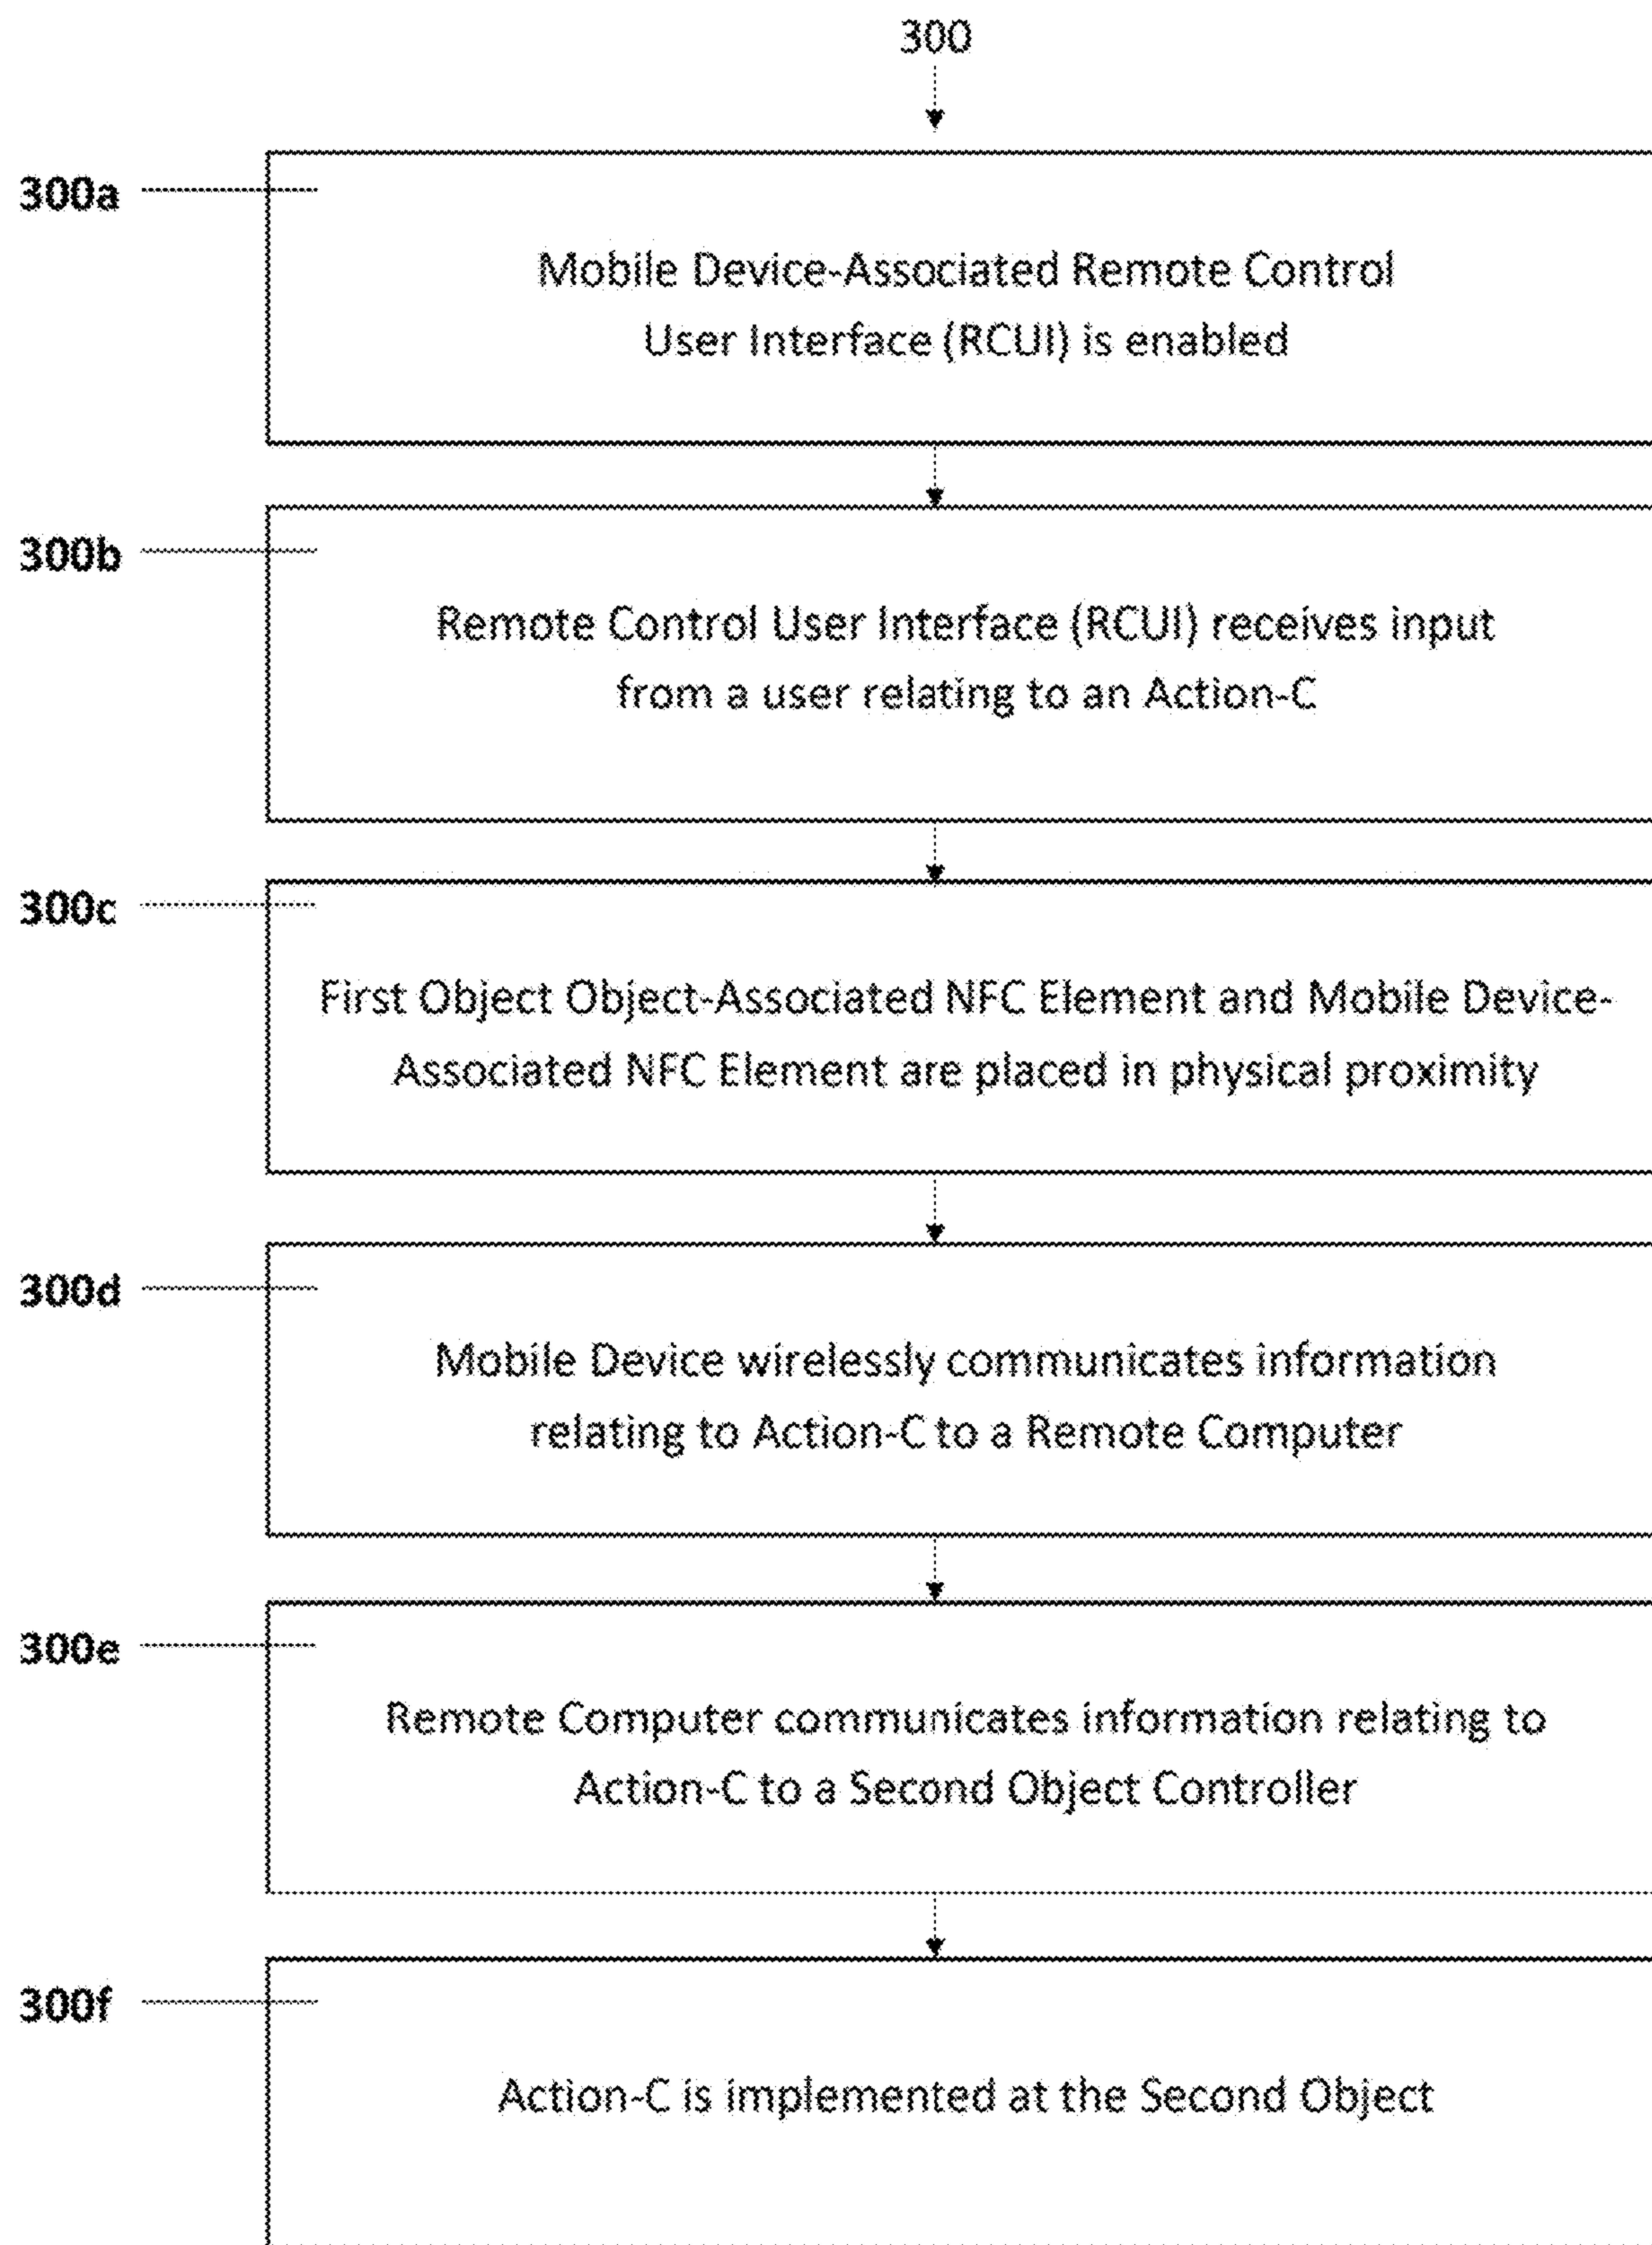 300
300a
Mobile Device-Associated Remote Control
User Interface (RCUI) is enabled
300b
Remote Control User Interface (RCUI) receives input
from a user relating to an Action-C
300c
First Object Object-Associated NFC Element and Mobile Device-
Associated NFC Element are placed in physical proximity
300d
Mobile Device wirelessly communicates information
relating to Action-C to a Remote Computer
300e
Remote Computer communicates information relating to
Action-C to a Second Object Controller
300f
Action-C is implemented at the Second Object